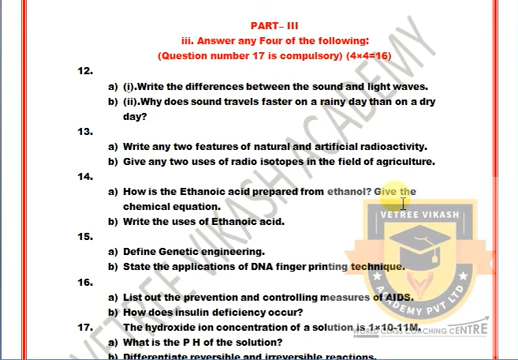 PART– III
iii. Answer any Four of the following:
(Question number 17 is compulsory) (4×4=16)
12.
a) (i).Write the differences between the sound and light waves.
b) (ii).Why does sound travels faster on a rainy day than on a dry
day?
13.
a) Write any two features of natural and artificial radioactivity.
b) Give any two uses of radio isotopes in the field of agriculture.
14.
a) How is the Ethanoic acid prepared from ethanol? Give the
chemical equation.
b) Write the uses of Ethanoic acid.
15.
a) Define Genetic engineering.
b) State the applications of DNA finger printing technique.
16.
a) List out the prevention and controlling measures of AIDS.
b) How does insulin deficiency occur?
17. The hydroxide ion concentration of a solution is 1×10-11M.
a) What is the P H of the solution?
b) Differentiate reversible and irreversible reactions.
VETREE VIKASH ACADEMY
VETREE VIKASH
ACADEMY PVT LTD
WORLD CLASS COACHING CENTRE